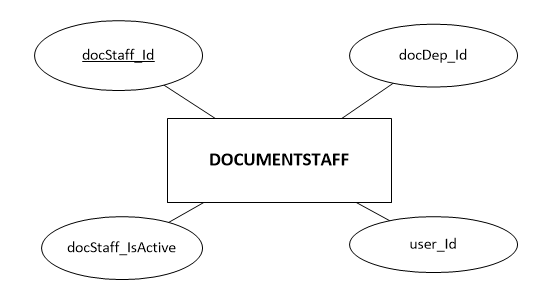 docStaff_Id
docDep_Id
DOCUMENTSTAFF
docStaff_IsActive
user_Id